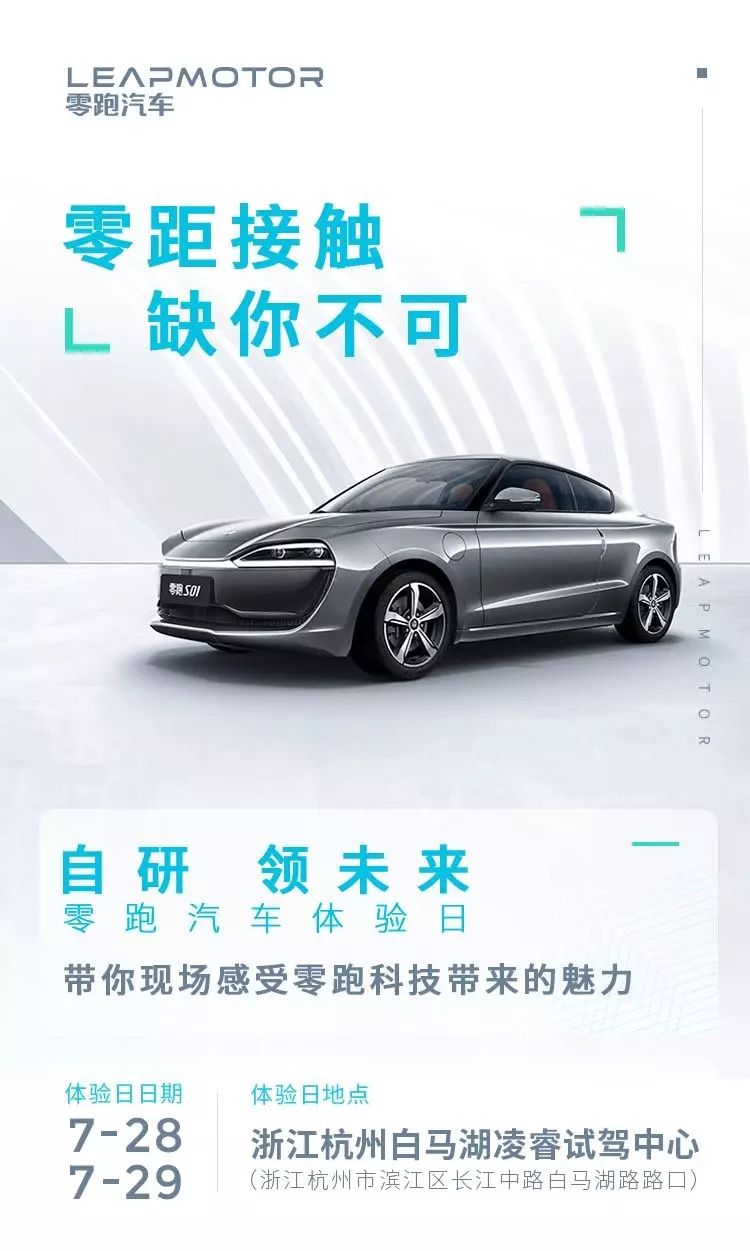 LEAPMOTOR
零跑汽车
零距接触
缺你不可
零跑 S01
LEAPMOTOR
自研 领未来
零跑汽车体验日
带你现场感受零跑科技带来的魅力
体验日日期
7-28
7-29
体验日地点
浙江杭州白马湖凌睿试驾中心
(浙江杭州市滨江区长江中路白马湖路路口)